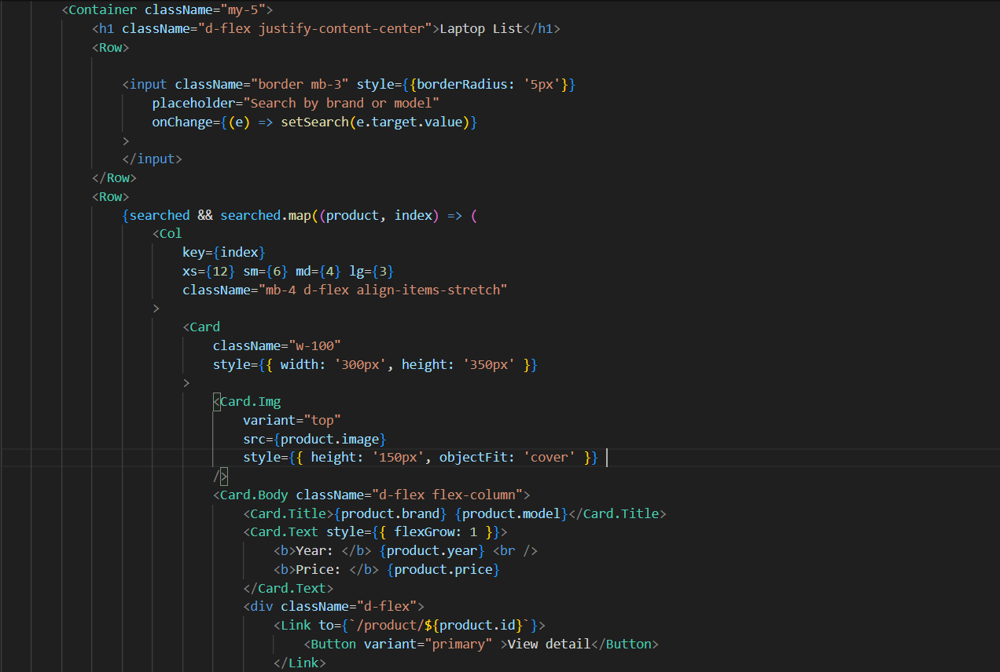 <Container className="my-5">
<h1 className="d-flex justify-content-center">Laptop List</h1>
<Row>
<input className="border mb-3" style={{borderRadius: '5px'}}
placeholder="Search by brand or model"
onChange={(e) => setSearch(e.target.value)}
>
</input>
</Row>
<Row>
{searched && searched.map((product, index) => (
<Col
key={index}
xs={12} sm={6} md={4} lg={3}
className="mb-4 d-flex align-items-stretch"
>
<Card
className="w-100"
style={{ width: '300px', height: '350px' }}
>
<Card.Img
variant="top"
src={product.image}
style={{ height: '150px', objectFit: 'cover' }}
/>
<Card.Body className="d-flex flex-column">
<Card.Title>{product.brand} {product.model}</Card.Title>
<Card.Text style={{ flexGrow: 1 }}>
<b>Year: </b> {product.year} <br />
<b>Price: </b> {product.price}
</Card.Text>
<div className="d-flex">
<Link to={`/product/${product.id}`}>
<Button variant="primary" >View detail</Button>
</Link>